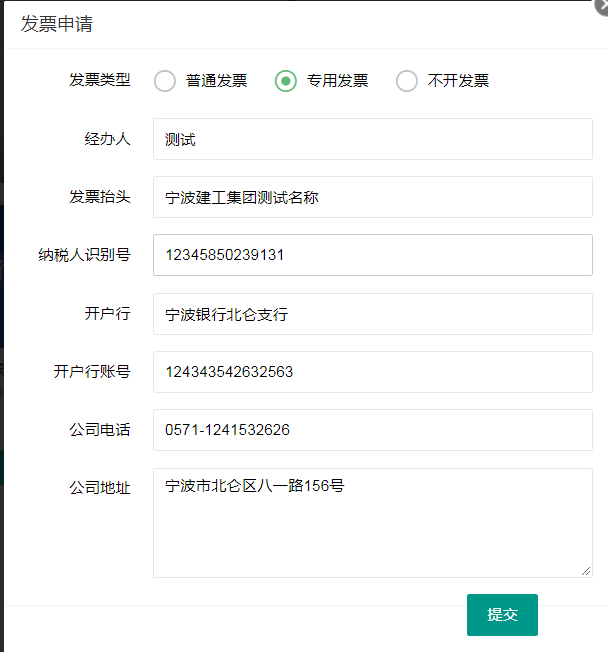 发票申请
发票类型 普通发票 专用发票 不开发票
经办人 测试
发票抬头 宁波建工集团测试名称
纳税人识别号 12345850239131
开户行 宁波银行北仑支行
开户行账号 124343542632563
公司电话 0571-1241532626
公司地址 宁波市北仑区八一路156号
提交